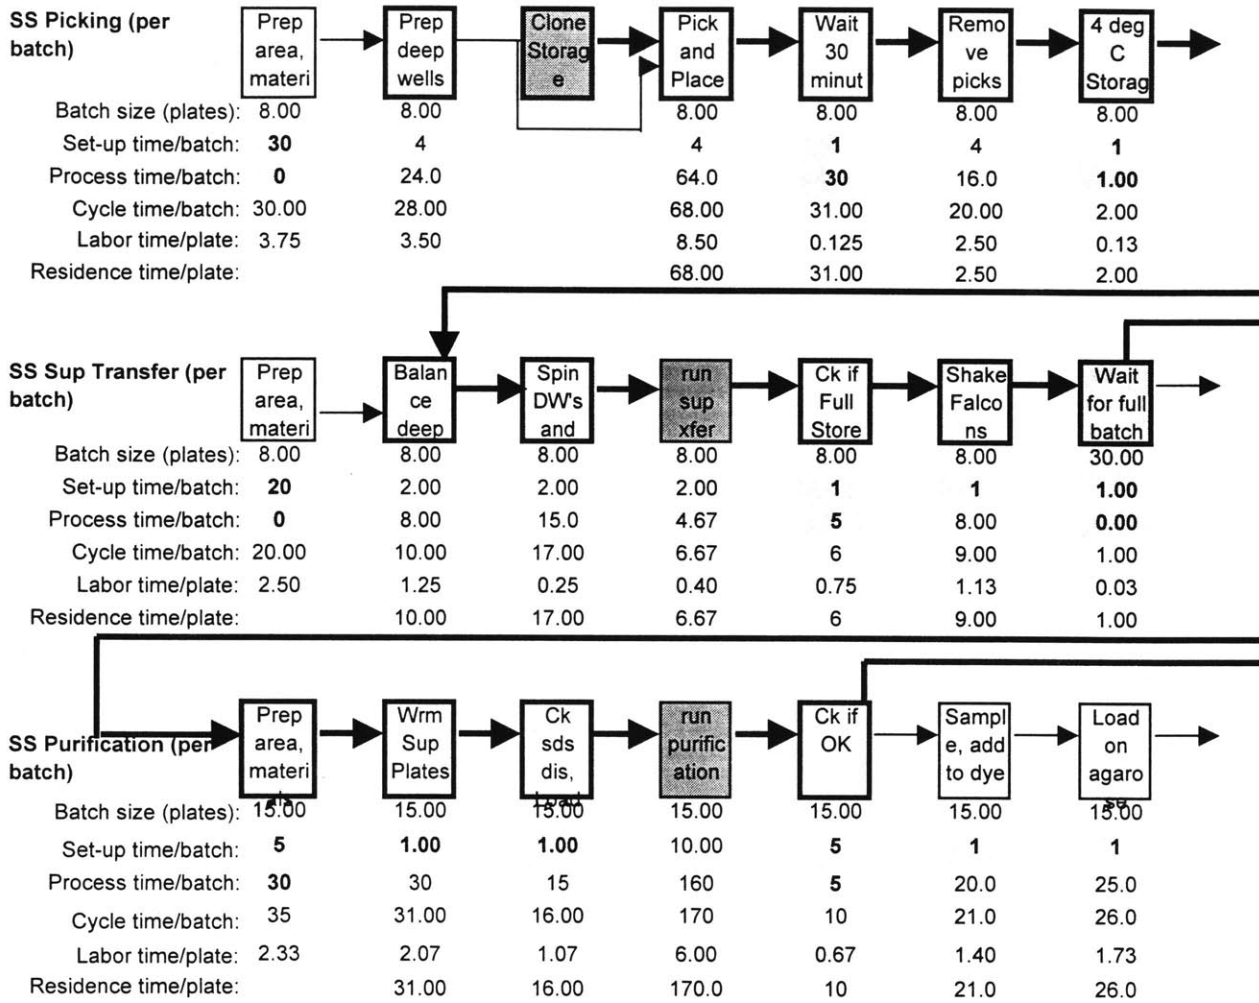 SS Picking (per
batch)
Prep
area,
materi
Prep
deep
wells
Clone
Storag
e
Pick
and
Place
Wait
30
minut
Remo
ve
picks
4 deg
C
Storag
Batch size (plates): 8.00 8.00 8.00 8.00 8.00 8.00
Set-up time/batch: 30 4 4 1 4 1
Process time/batch: 0 24.0 64.0 30 16.0 1.00
Cycle time/batch: 30.00 28.00 68.00 31.00 20.00 2.00
Labor time/plate: 3.75 3.50 8.50 0.125 2.50 0.13
Residence time/plate: 68.00 31.00 2.50 2.00
SS Sup Transfer (per
batch)
Prep
area,
materi
Balan
ce
deep
Spin
DW's
and
run
sup
xfer
Ck if
Full
Store
Shake
Falco
ns
Wait
for full
batch
Batch size (plates): 8.00 8.00 8.00 8.00 8.00 8.00 30.00
Set-up time/batch: 20 2.00 2.00 2.00 1 1 1.00
Process time/batch: 0 8.00 15.0 4.67 5 8.00 0.00
Cycle time/batch: 20.00 10.00 17.00 6.67 6 9.00 1.00
Labor time/plate: 2.50 1.25 0.25 0.40 0.75 1.13 0.03
Residence time/plate: 10.00 17.00 6.67 6 9.00 1.00
SS Purification (per
batch)
Prep
area,
materi
Wrm
Sup
Plates
Ck
sds
dis,
run
purific
ation
Ck if
OK
Sampl
e, add
to dye
Load
on
agaro
se
Batch size (plates): 15.00 15.00 15.00 15.00 15.00 15.00 15.00
Set-up time/batch: 5 1.00 1.00 10.00 5 1 1
Process time/batch: 30 30 15 160 5 20.0 25.0
Cycle time/batch: 35 31.00 16.00 170 10 21.0 26.0
Labor time/plate: 2.33 2.07 1.07 6.00 0.67 1.40 1.73
Residence time/plate: 31.00 16.00 170.0 10 21.0 26.0